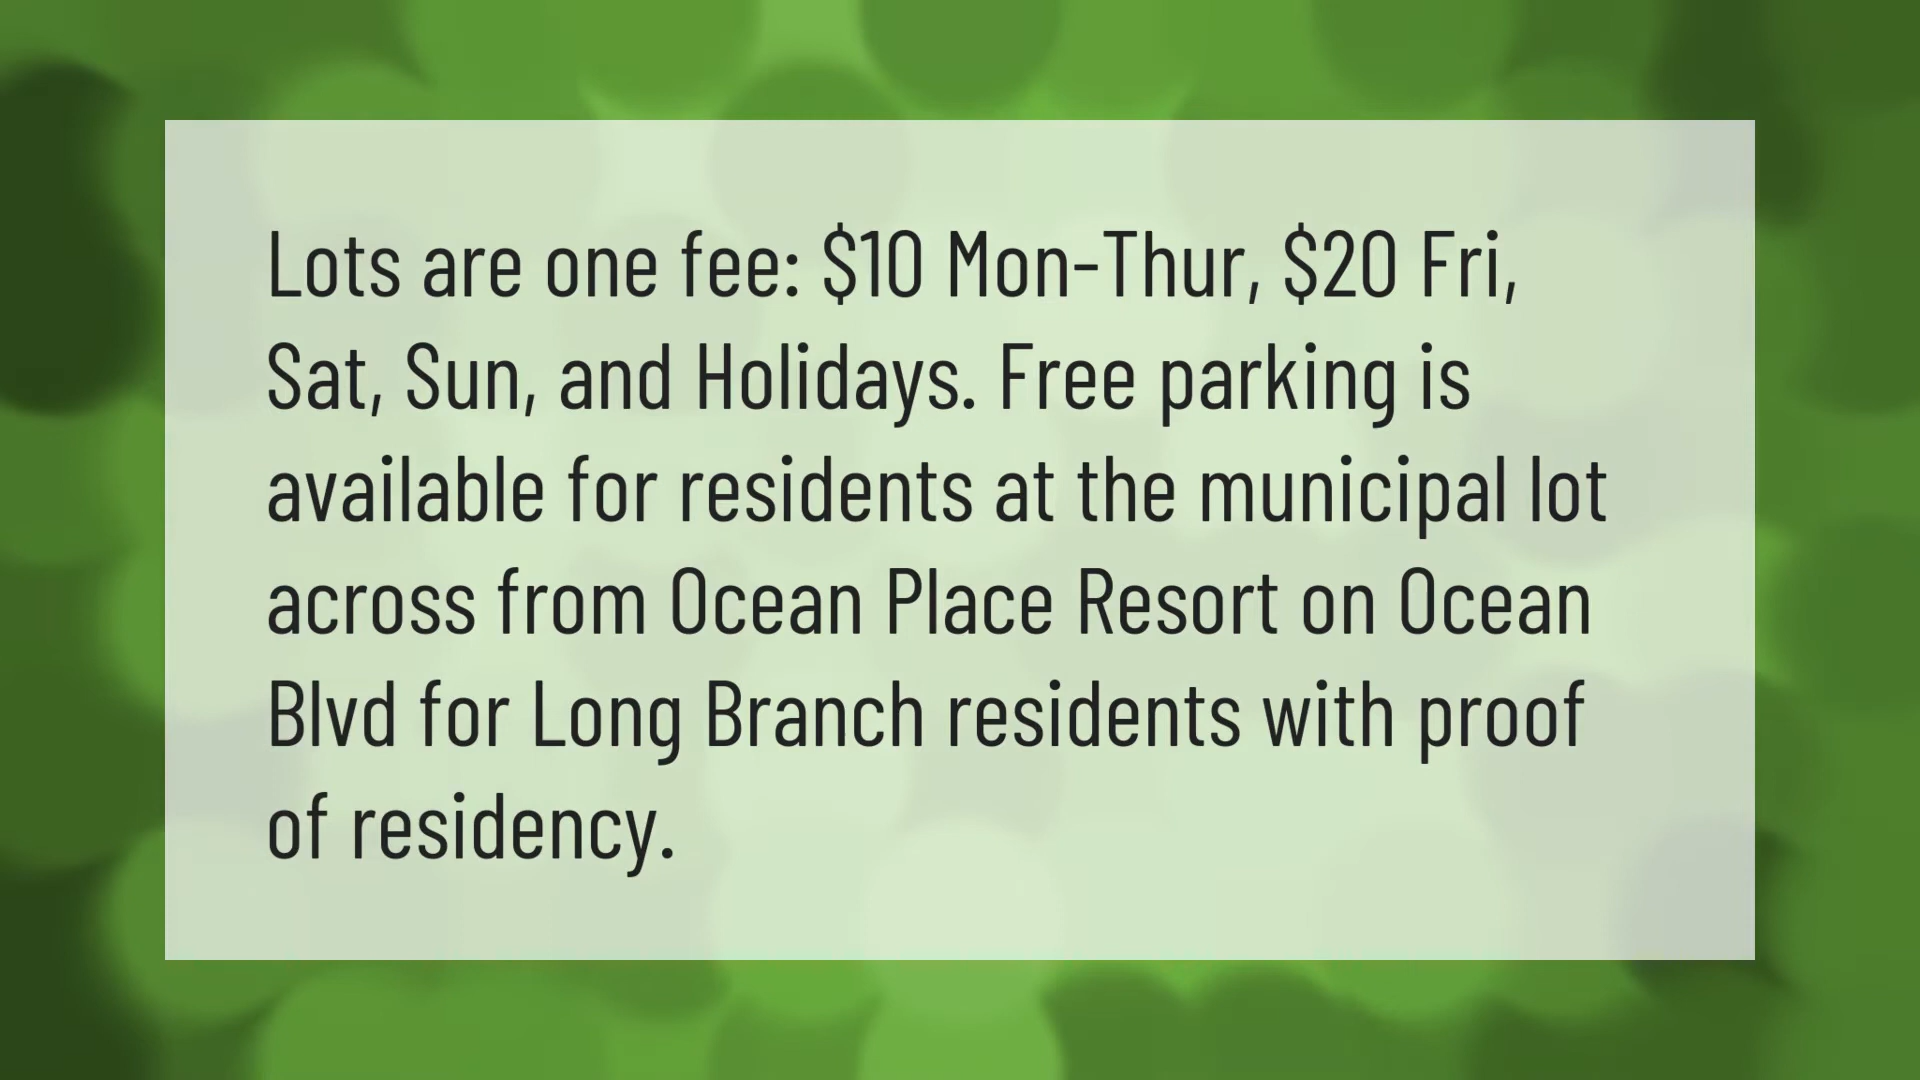 Lots are one fee: $10 Mon-Thur, $20 Fri,
Sat, Sun, and Holidays. Free parking is
available for residents at the municipal lot
across from Ocean Place Resort on Ocean
Blvd for Long Branch residents with proof
of residency.